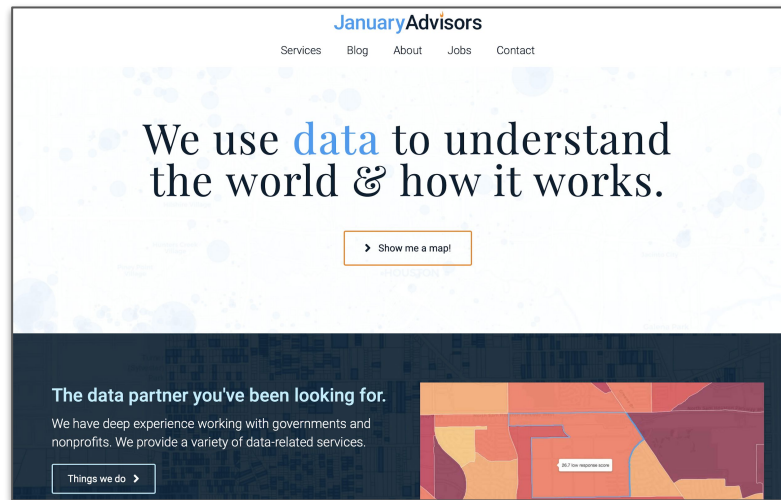 JanuaryAdvisors
Services Blog About Jobs Contact
We use data to understand
the world & how it works.
Show me a map!
HOUSTON
The data partner you've been looking for.
We have deep experience working with governments and
nonprofits. We provide a variety of data-related services.
Things we do